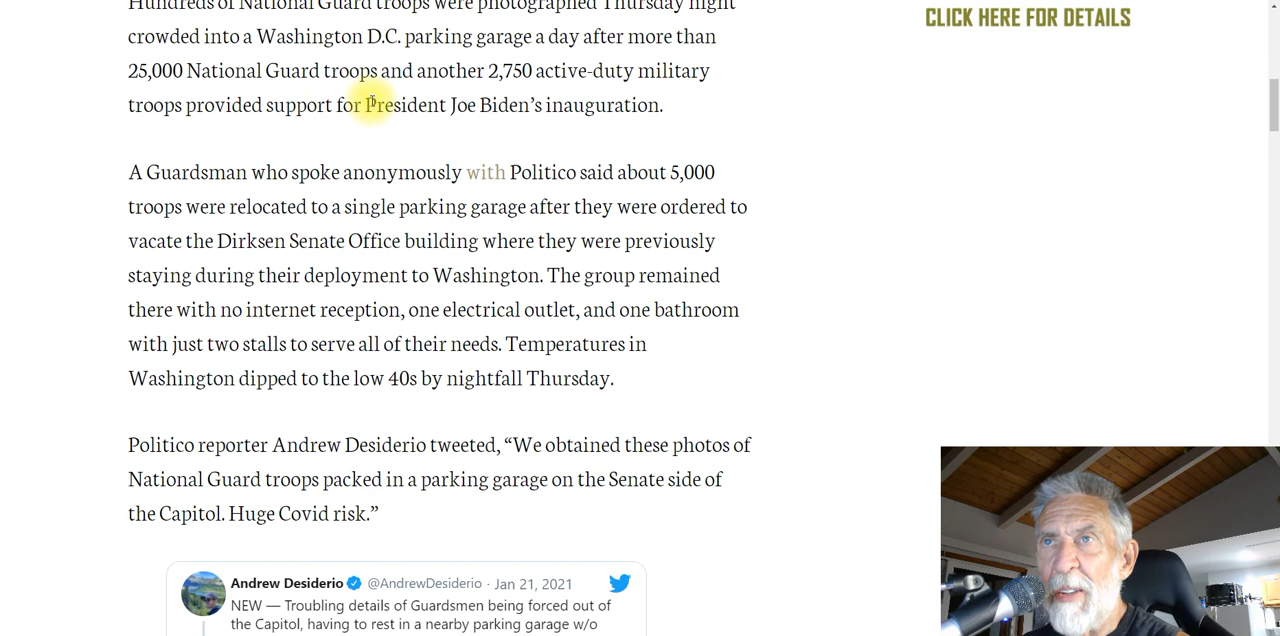 Hundreds of National Guard troops were photographed Thursday night
CLICK HERE FOR DETAILS
crowded into a Washington D.C. parking garage a day after more than
25,000 National Guard troops and another 2,750 active-duty military
troops provided support for President Joe Biden’s inauguration.
A Guardsman who spoke anonymously with Politico said about 5,000
troops were relocated to a single parking garage after they were ordered to
vacate the Dirksen Senate Office building where they were previously
staying during their deployment to Washington. The group remained
there with no internet reception, one electrical outlet, and one bathroom
with just two stalls to serve all of their needs. Temperatures in
Washington dipped to the low 40s by nightfall Thursday.
Politico reporter Andrew Desiderio tweeted, “We obtained these photos of
National Guard troops packed in a parking garage on the Senate side of
the Capitol. Huge Covid risk.”
Andrew Desiderio @AndrewDesiderio · Jan 21, 2021
NEW — Troubling details of Guardsmen being forced out of
the Capitol, having to rest in a nearby parking garage w/o